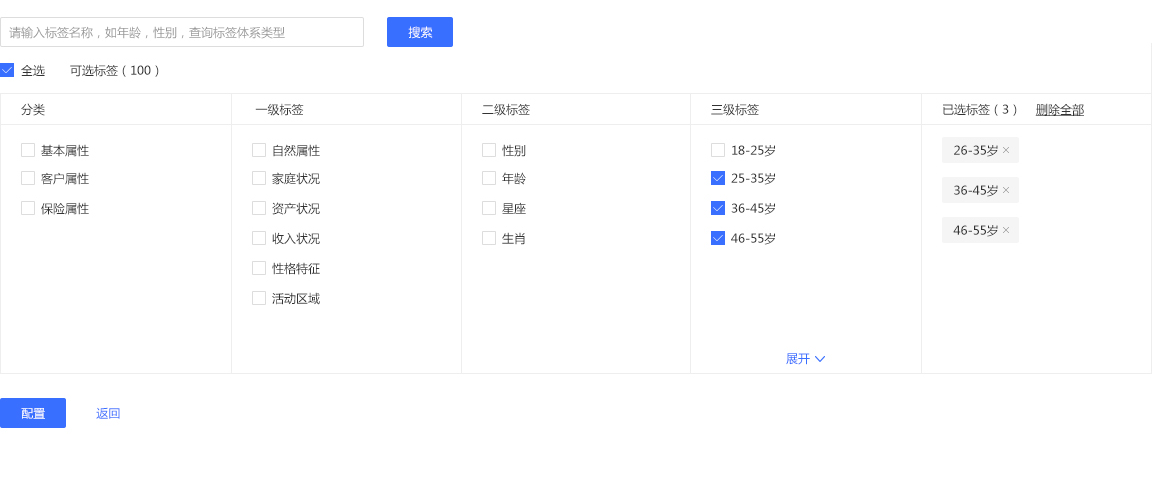 请输入标签名称，如年龄，性别，查询标签体系类型
搜索
全选 可选标签（100）
分类 一级标签 二级标签 三级标签 已选标签（3） 删除全部
基本属性 自然属性 性别 18-25岁 26-35岁 ×
客户属性 家庭状况 年龄 25-35岁
36-45岁 ×
保险属性 资产状况 星座 36-45岁
46-55岁 ×
收入状况 生肖 46-55岁
性格特征
活动区域
展开
配置 返回